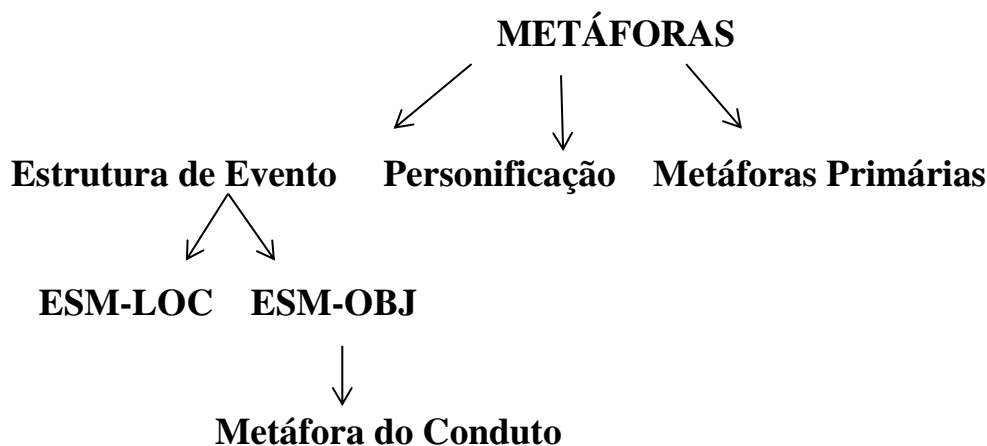 METÁFORAS
Estrutura de Evento Personificação Metáforas Primárias
ESM-LOC ESM-OBJ
Metáfora do Conduto